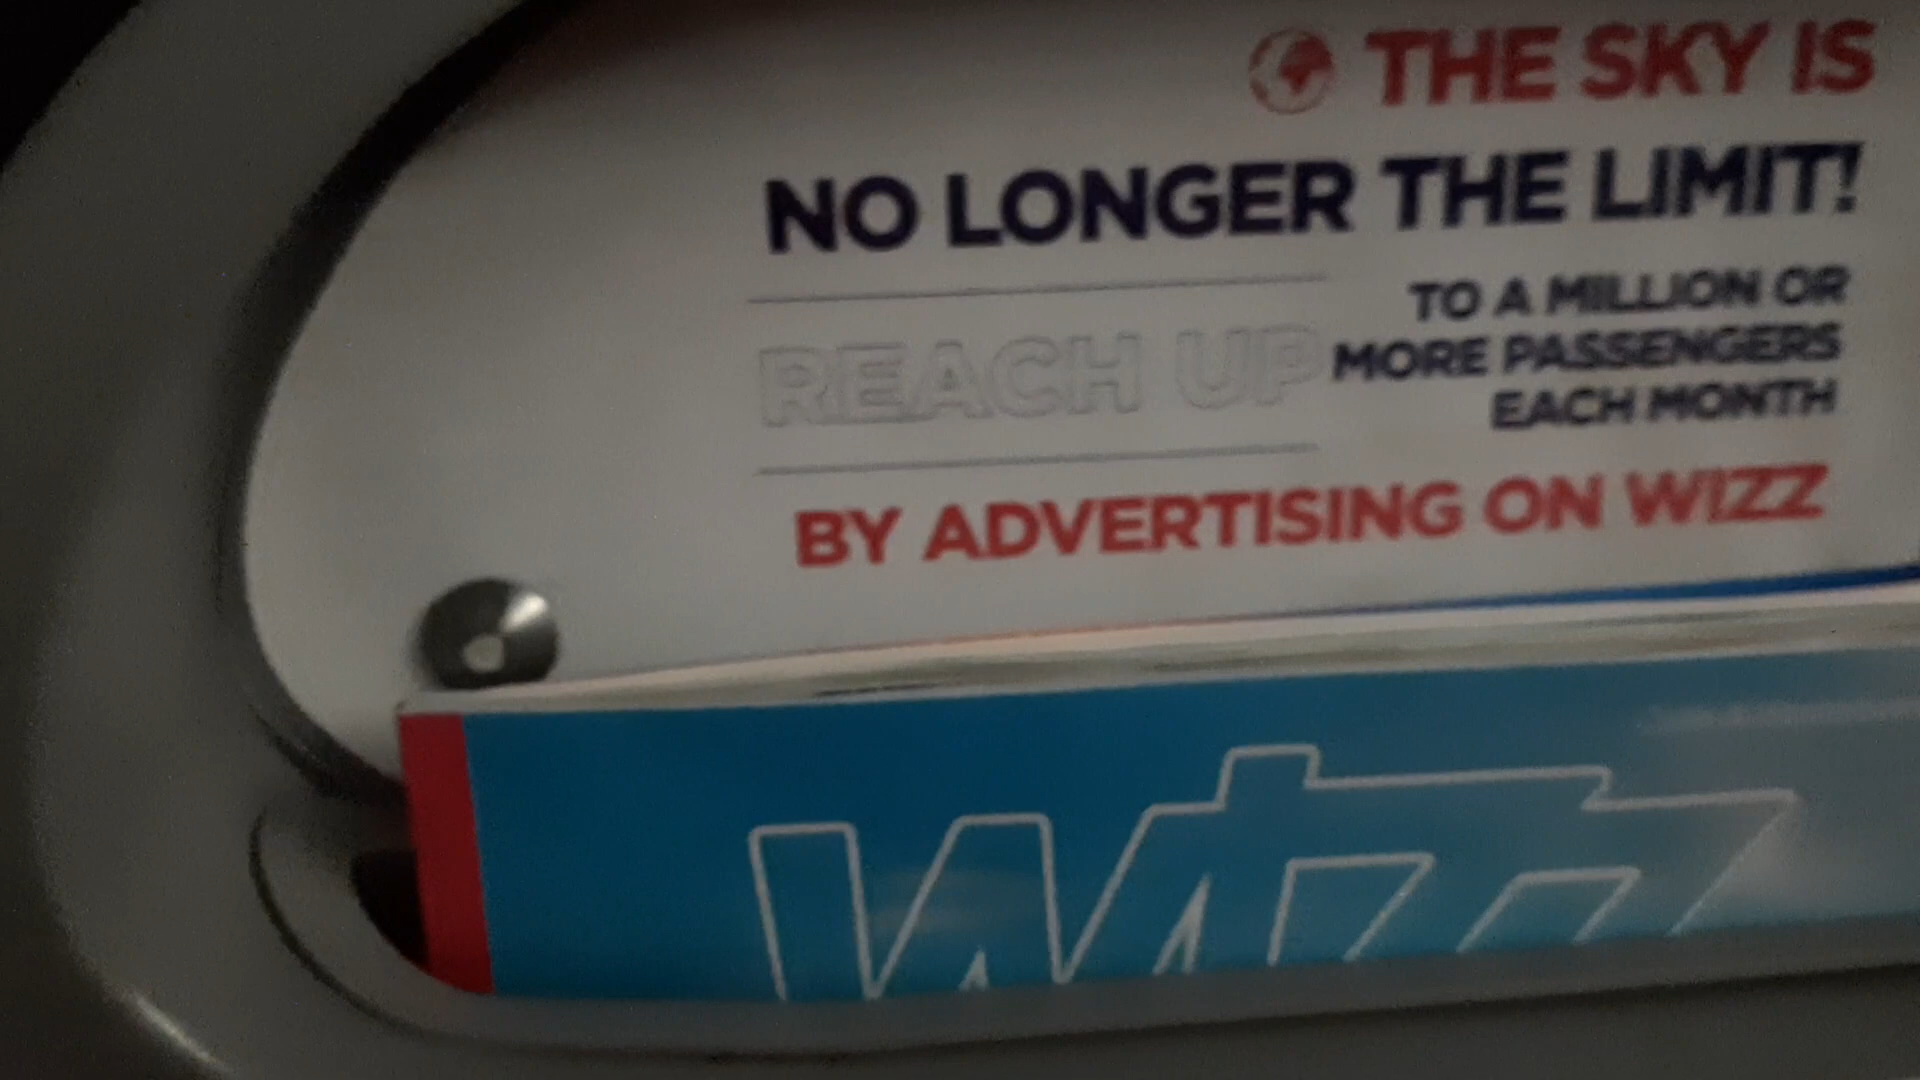 THE SKY IS
NO LONGER THE LIMIT!
REACH UP
TO A MILLION OR
MORE PASSENGERS
EACH MONTH
BY ADVERTISING ON WIZZ
Wizz